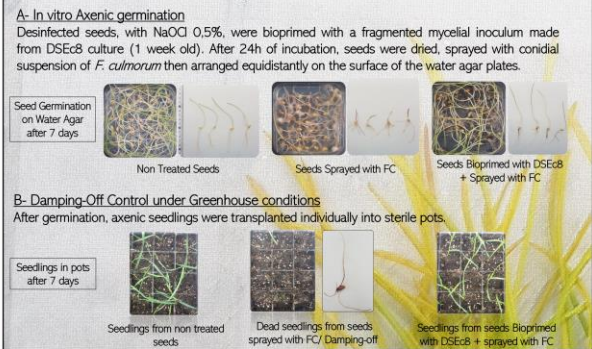 A- In vitro Axenic germination
Desinfected seeds, with NaOCl 0,5%, were bioprimed with a fragmented mycelial inoculum made
from DSEc8 culture (1 week old). After 24h of incubation, seeds were dried, sprayed with conidial
suspension of F. culmorum then arranged equidistantly on the surface of the water agar plates.
Seed Germination
on Water Agar
after 7 days
Non Treated Seeds
Seeds Sprayed with FC
Seeds Bioprimed with DSEc8
+ Sprayed with FC
B- Damping-Off Control under Greenhouse conditions
After germination, axenic seedlings were transplanted individually into sterile pots.
Seedlings in pots
after 7 days
Seedlings from non treated
seeds
Dead seedlings from seeds
sprayed with FC/ Damping-off
Seedlings from seeds Bioprimed
with DSEc8 + sprayed with FC